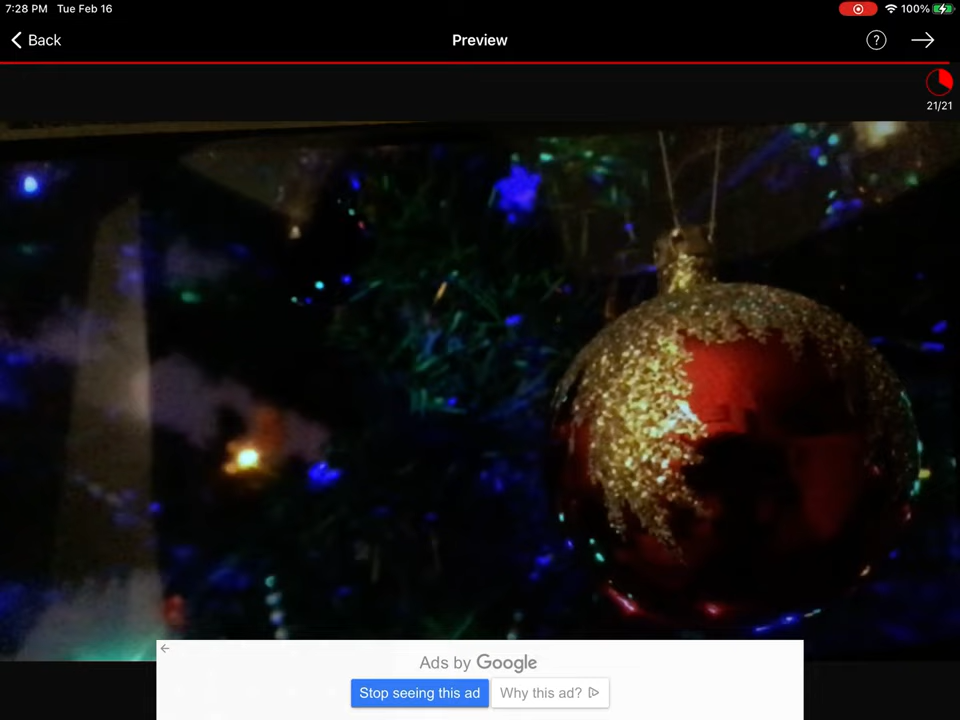 7:28 PM Tue Feb 16 100%
Back Preview ?
21/21
Ads by Google
Stop seeing this ad Why this ad?